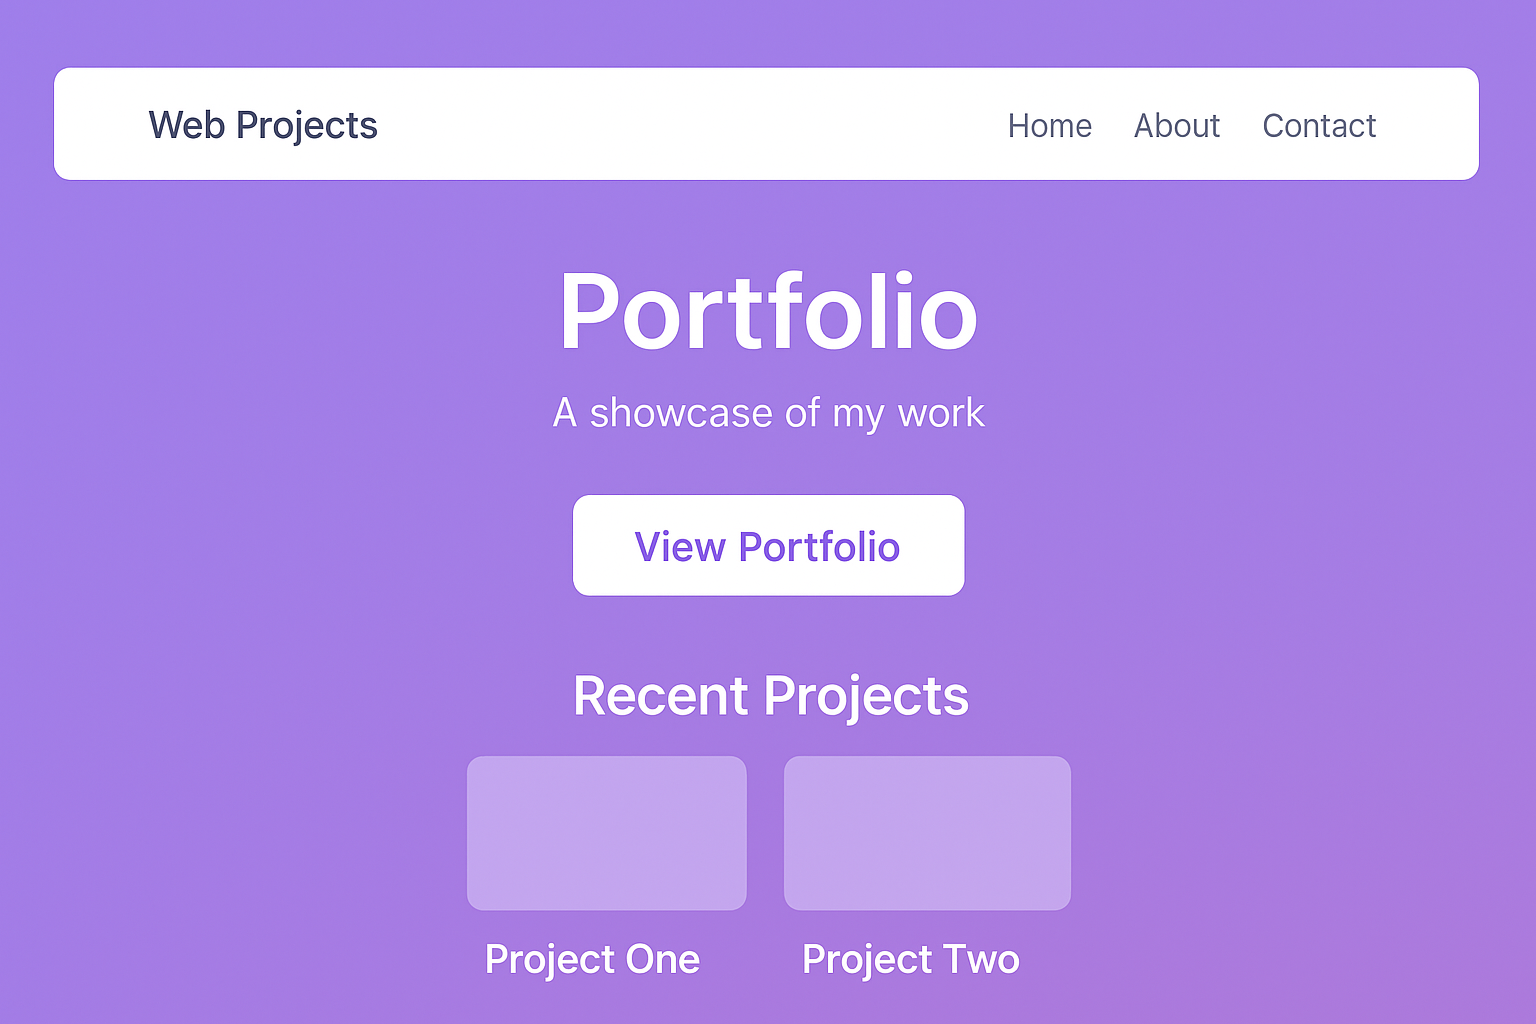 Web Projects
Home About Contact
Portfolio
A showcase of my work
View Portfolio
Recent Projects
Project One
Project Two